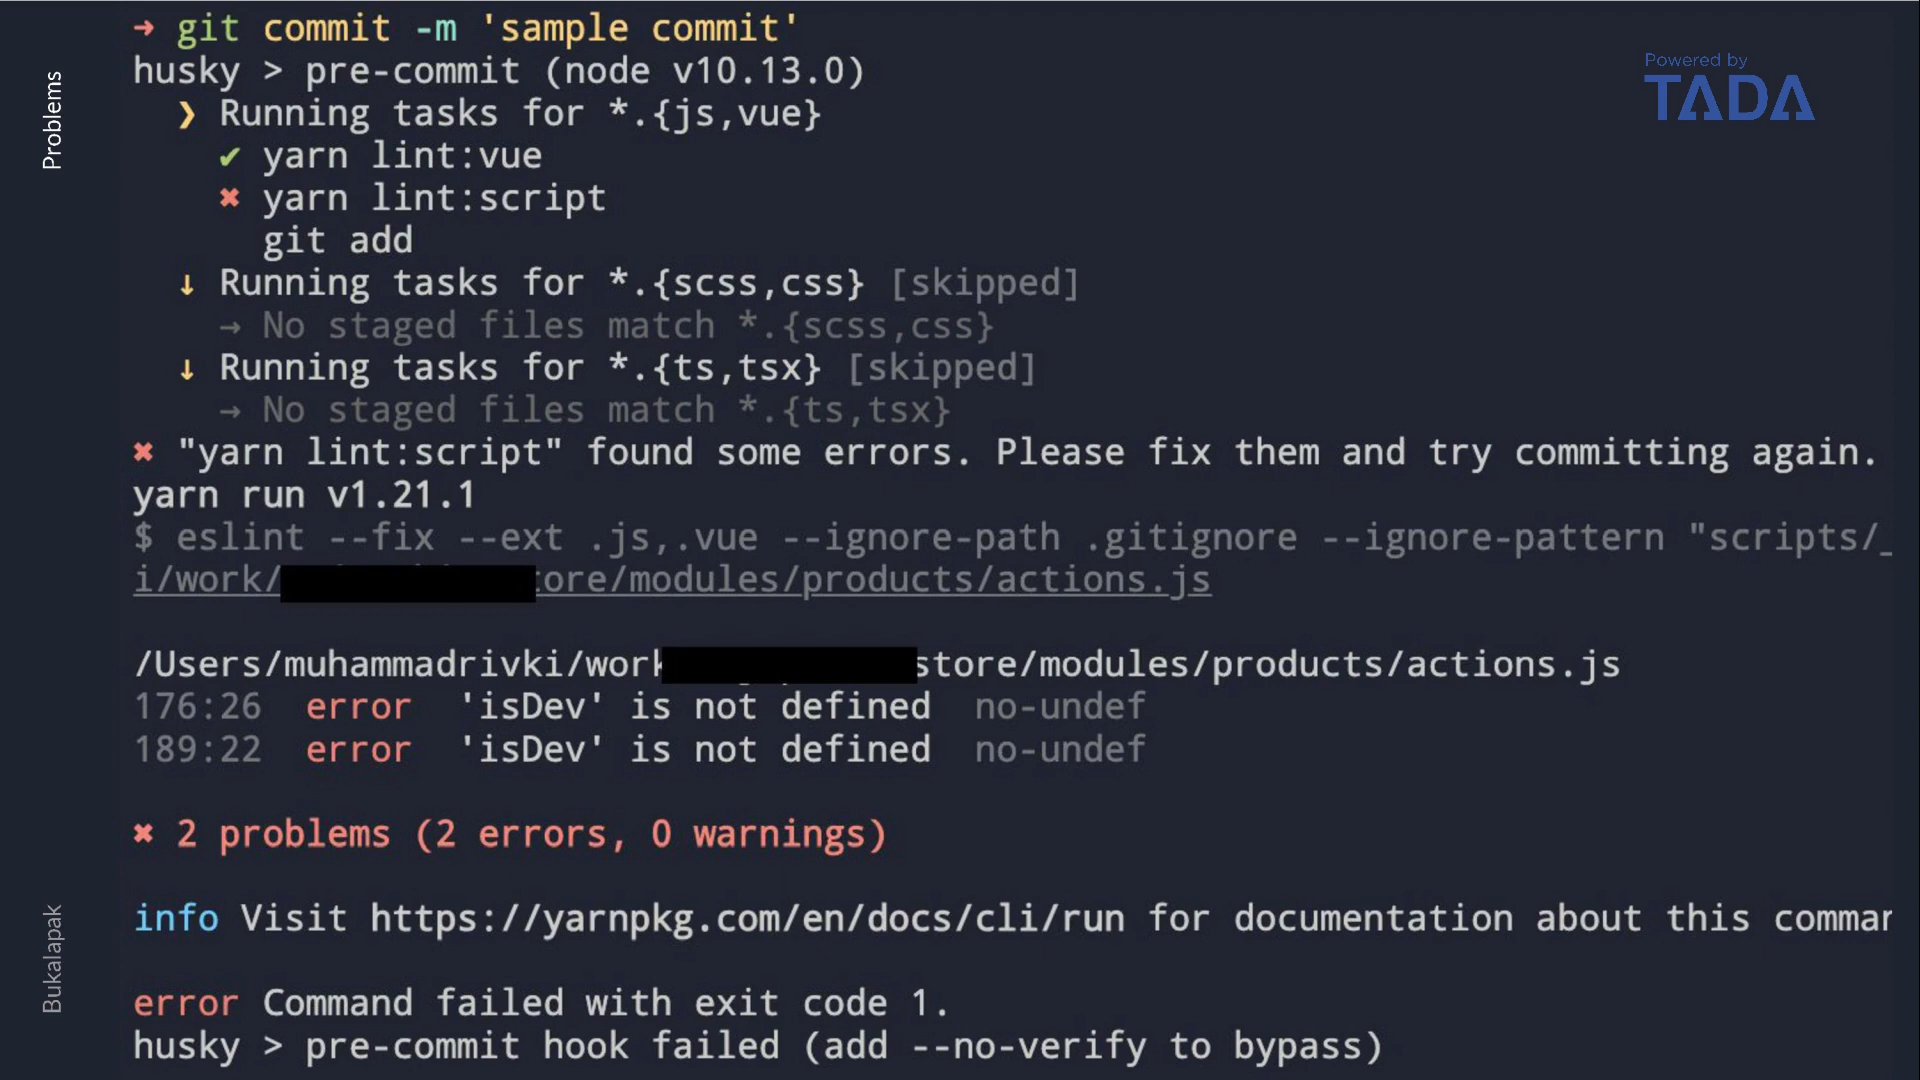 → git commit -m 'sample commit'
husky > pre-commit (node v10.13.0)
❯ Running tasks for *.{js,vue}
✔ yarn lint:vue
✖ yarn lint:script
git add
↓ Running tasks for *.{scss,css} [skipped]
→ No staged files match *.{scss,css}
↓ Running tasks for *.{ts,tsx} [skipped]
→ No staged files match *.{ts,tsx}
✖ "yarn lint:script" found some errors. Please fix them and try committing again.
yarn run v1.21.1
$ eslint --fix --ext .js,.vue --ignore-path .gitignore --ignore-pattern "scripts/_
i/work/ ore/modules/products/actions.js
/Users/muhammadrivki/work store/modules/products/actions.js
176:26 error 'isDev' is not defined no-undef
189:22 error 'isDev' is not defined no-undef
✖ 2 problems (2 errors, 0 warnings)
info Visit https://yarnpkg.com/en/docs/cli/run for documentation about this commar
error Command failed with exit code 1.
husky > pre-commit hook failed (add --no-verify to bypass)
Problems
Bukalapak
Powered by
TADA